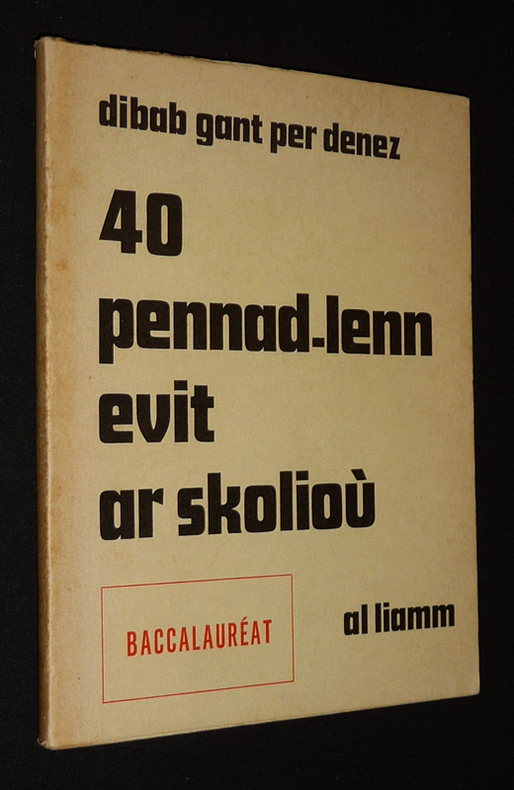 dibab gant per denez
40
pennad-lenn
evit
ar skolioù
BACCALAURÉAT
al liamm